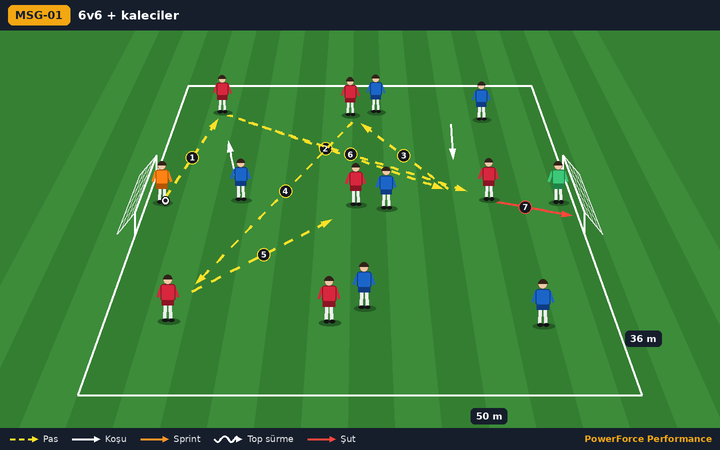 MSG-01 6v6 + kaleciler
1
2
6
3
4
5
7
36 m
50 m
Pas Koşu Sprint Top sürme Şut PowerForce Performance